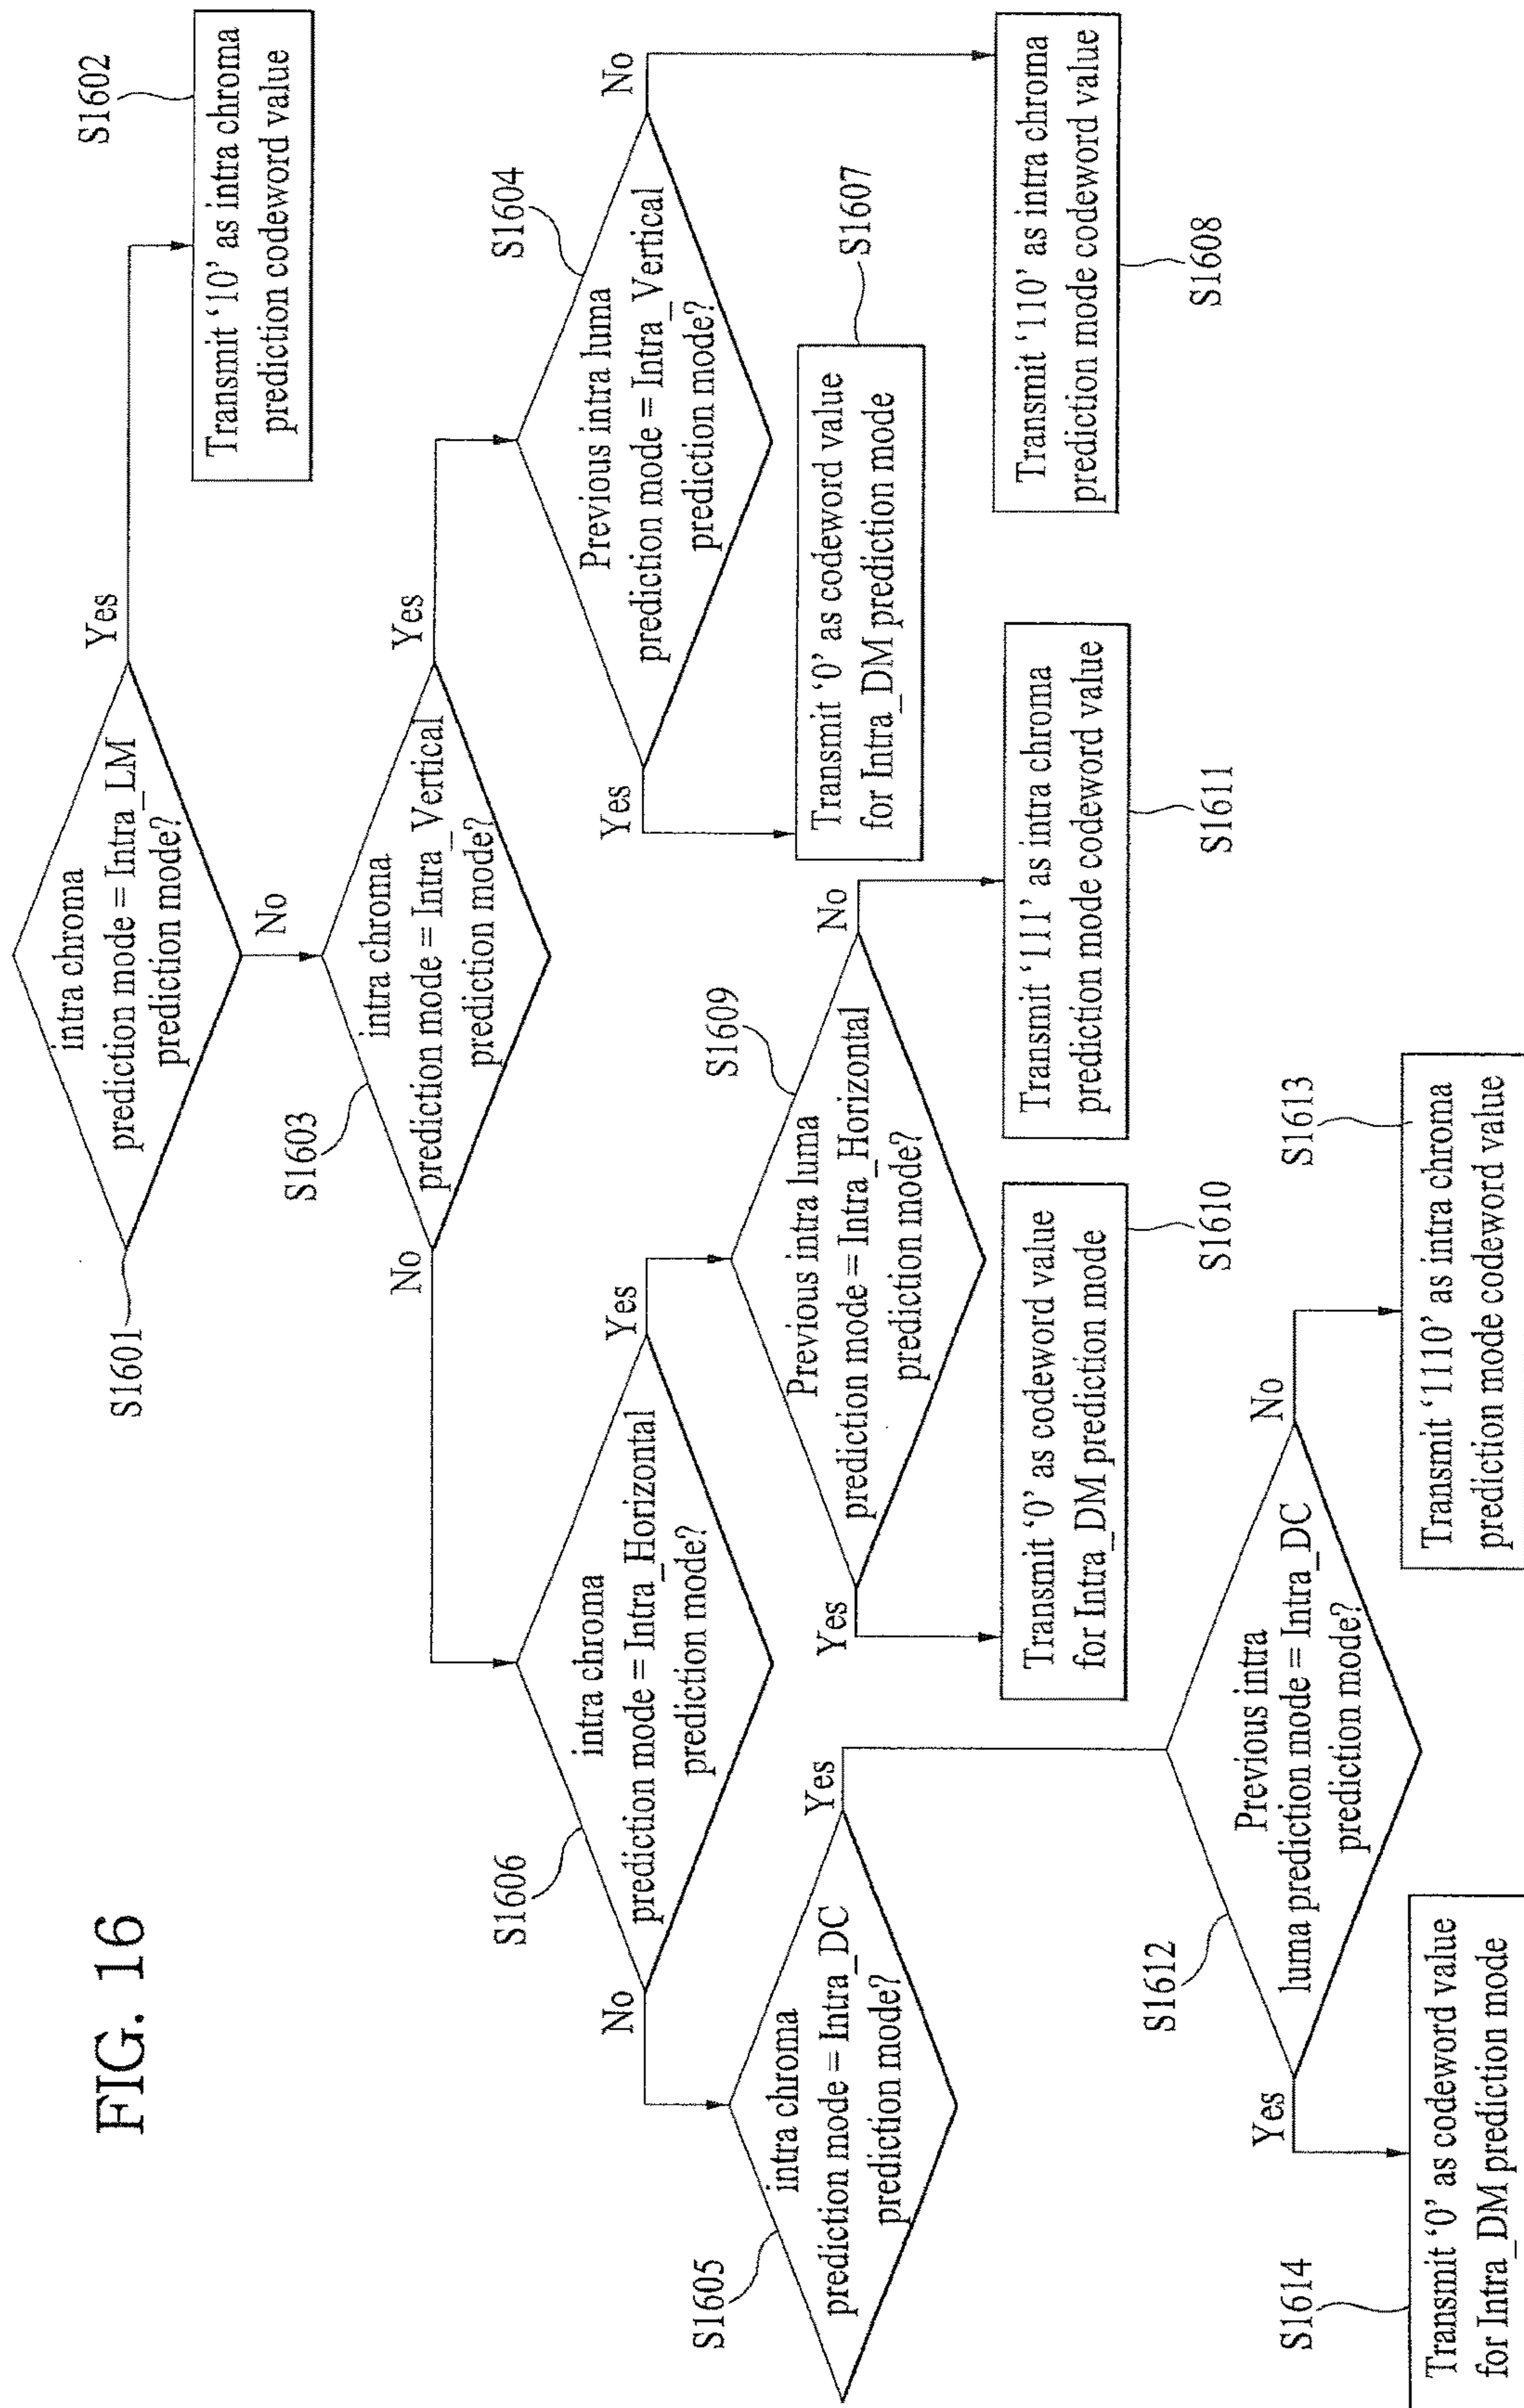 FIG. 16
intra chroma
prediction mode = Intra_LM
prediction mode?
S1601
Yes
No
Transmit ‘10’ as intra chroma
prediction codeword value
S1602
intra chroma
prediction mode = Intra_Vertical
prediction mode?
S1603
No
Yes
Previous intra luma
prediction mode = Intra_Vertical
prediction mode?
S1604
Yes
No
Transmit ‘0’ as codeword value
for Intra_DM prediction mode
S1607
Transmit ‘110’ as intra chroma
prediction mode codeword value
S1608
intra chroma
prediction mode = Intra_Horizontal
prediction mode?
S1606
No
Yes
Previous intra luma
prediction mode = Intra_Horizontal
prediction mode?
S1609
Yes
No
Transmit ‘0’ as codeword value
for Intra_DM prediction mode
S1610
Transmit ‘111’ as intra chroma
prediction mode codeword value
S1611
intra chroma
prediction mode = Intra_DC
prediction mode?
S1605
Yes
Previous intra
luma prediction mode = Intra_DC
prediction mode?
S1612
Yes
No
Transmit ‘0’ as codeword value
for Intra_DM prediction mode
S1614
Transmit ‘1110’ as intra chroma
prediction mode codeword value
S1613